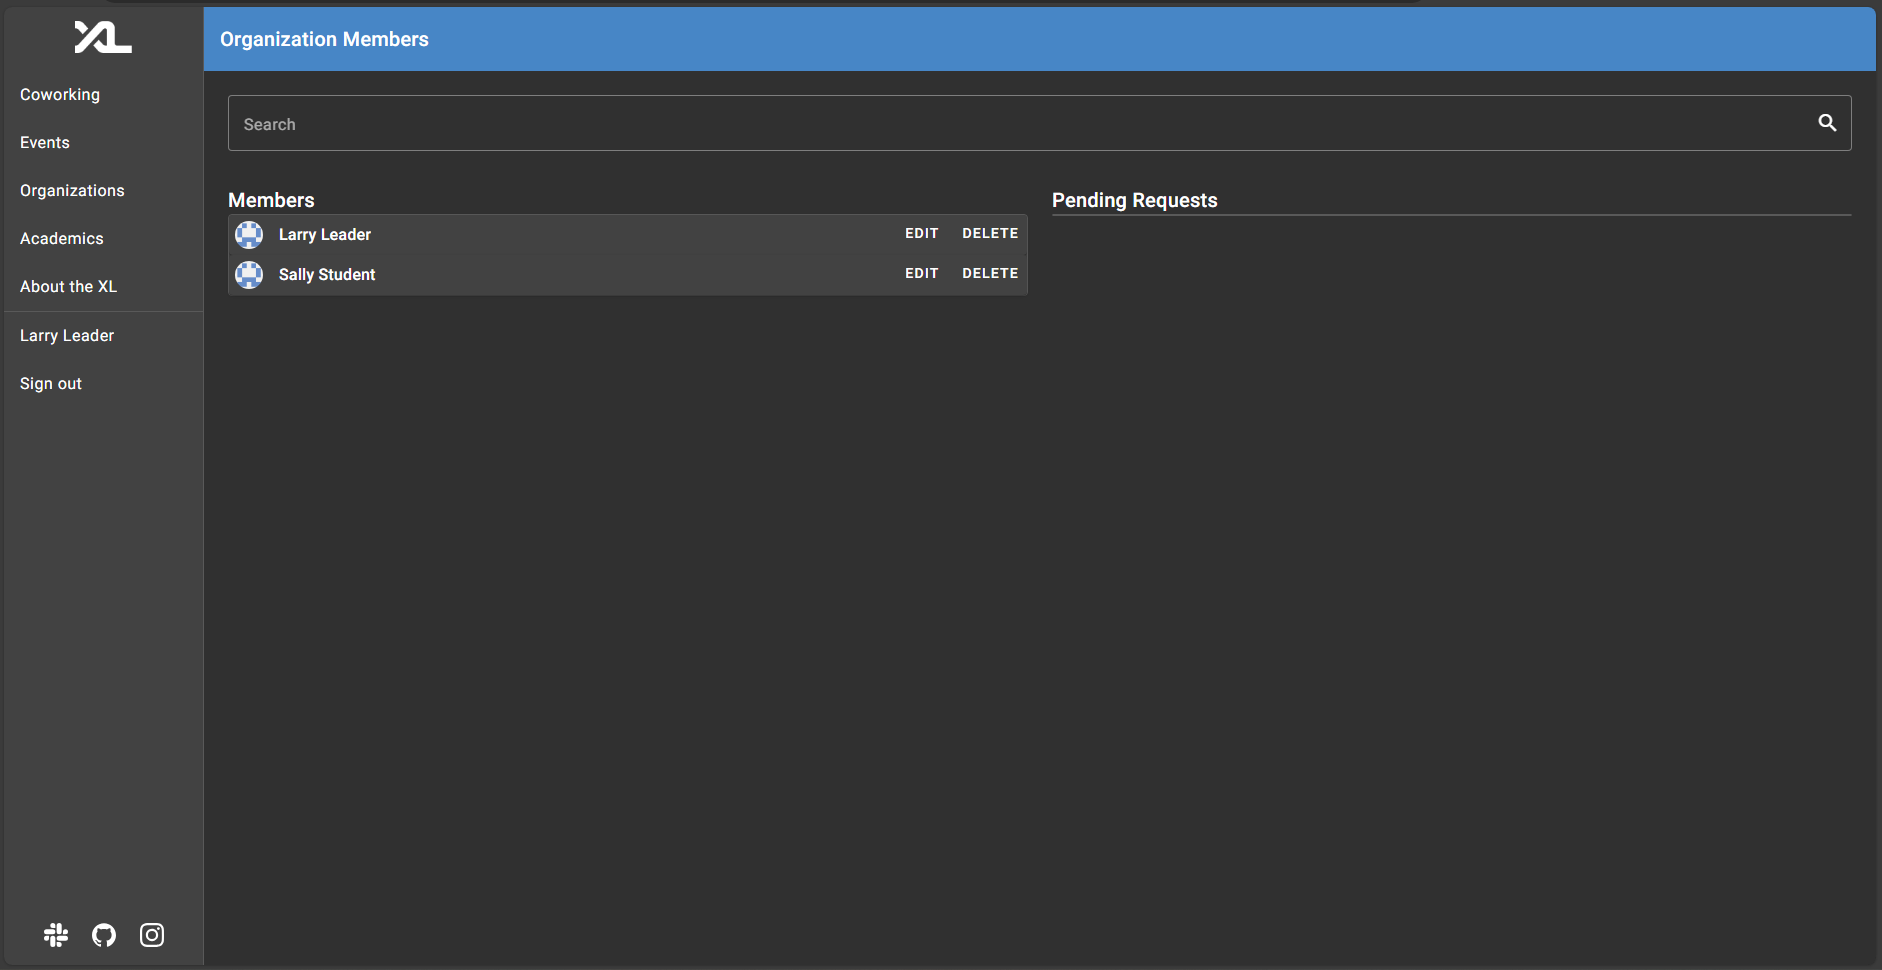 XL
Organization Members
Coworking
Events
Organizations
Academics
About the XL
Larry Leader
Sign out
Search
Members
Larry Leader EDIT DELETE
Sally Student EDIT DELETE
Pending Requests